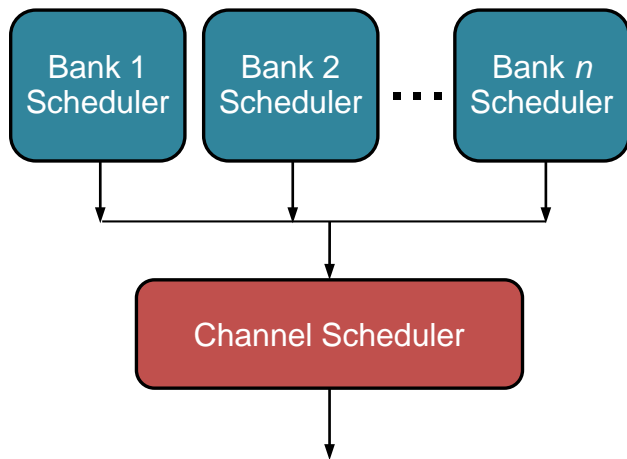 Bank 1
Scheduler
Bank 2
Scheduler
Bank n
Scheduler
Channel Scheduler